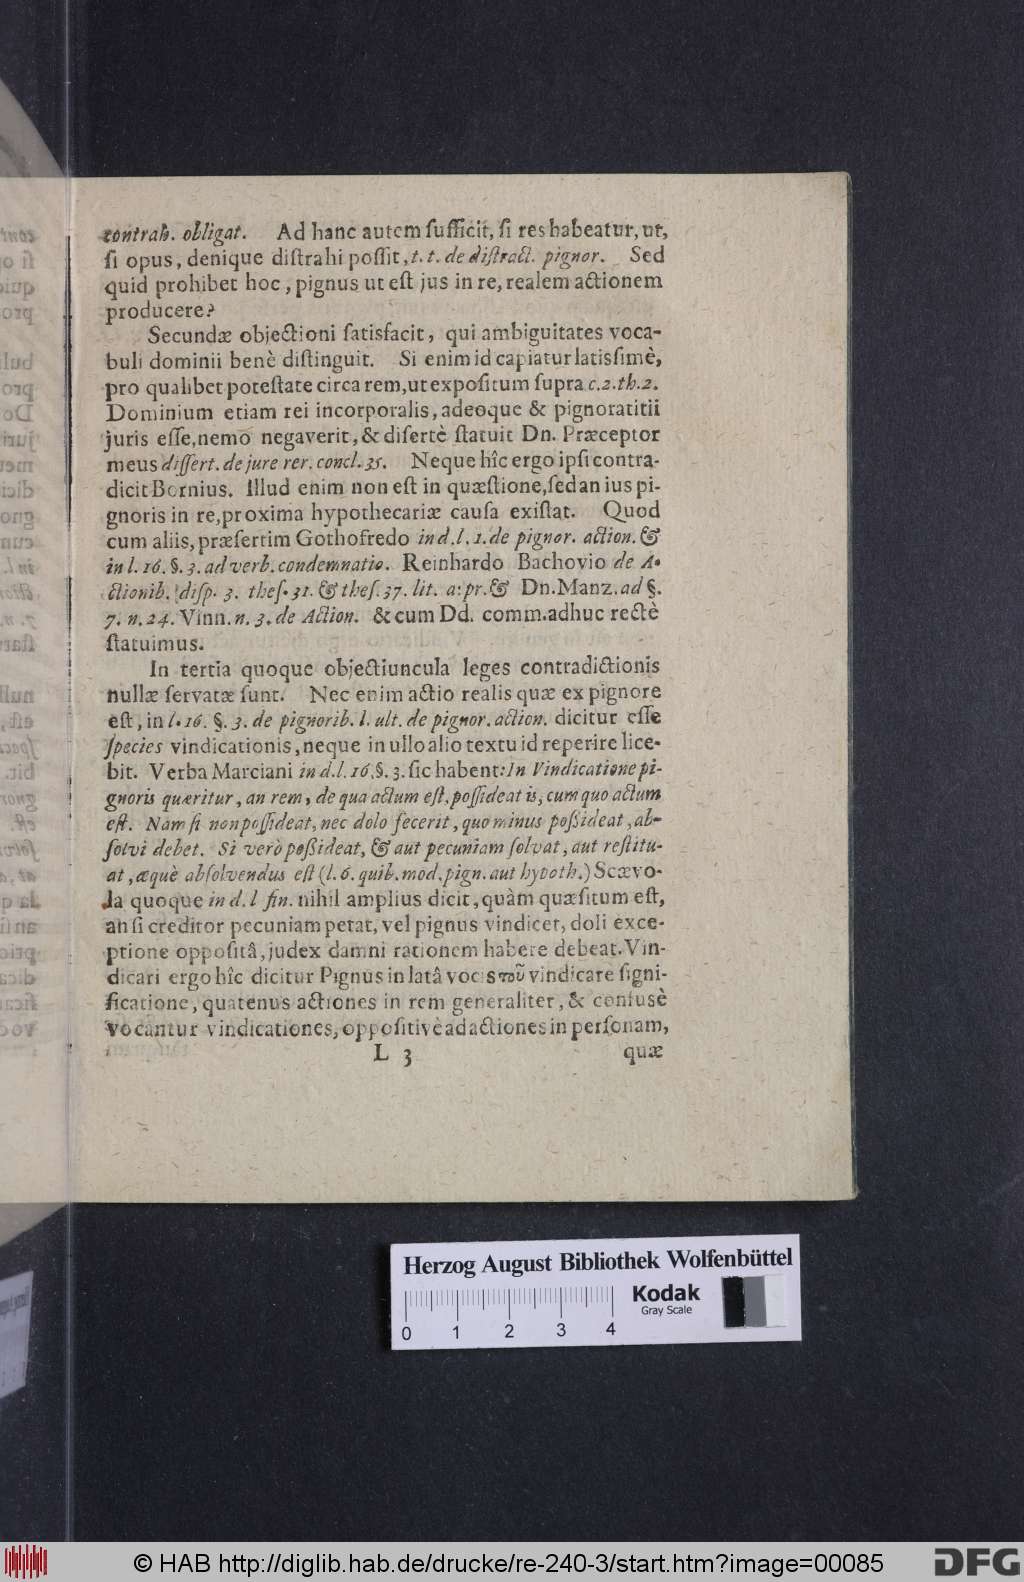 contrah. obligat. Ad hanc autem ſufficit, ſi res habeatur, ut,
ſi opus, denique diſtrahi poſſit, t. t. de diſtract. pignor. Sed
quid prohibet hoc, pignus ut eſt jus in re, realem actionem
producere?
Secundæ objectioni ſatisfacit, qui ambiguitates voca-
buli dominii benè diſtinguit. Si enim id capiatur latiſſimè,
pro qualibet poteſtate circa rem, ut expoſitum ſupra c. 2. th. 2.
Dominium etiam rei incorporalis, adeoque & pignoratitii
juris eſſe, nemo negaverit, & diſertè ſtatuit Dn. Præceptor
meus diſſert. de jure rer. concl. 35. Neque hîc ergo ipſi contra-
dicit Bornius. Illud enim non eſt in quæſtione, ſed an ius pi-
gnoris in re, proxima hypothecariæ cauſa exiſtat. Quod
cum aliis, præſertim Gothofredo in d. l. 1. de pignor. action. &
in l. 16. §. 3. ad verb. condemnatio. Reinhardo Bachovio de A-
ctionib. diſp. 3. theſ. 31. & theſ. 37. lit. a: pr. & Dn. Manz. ad §.
7. n. 24. Vinn. n. 3. de Action. & cum Dd. comm. adhuc rectè
ſtatuimus.
In tertia quoque objectiuncula leges contradictionis
nullæ ſervatæ ſunt. Nec enim actio realis quæ ex pignore
eſt, in l. 16. §. 3. de pignorib. l. ult. de pignor. action. dicitur eſſe
ſpecies vindicationis, neque in ullo alio textu id reperire lice-
bit. Verba Marciani in d. l. 16. §. 3. ſic habent: In Vindicatione pi-
gnoris quæritur, an rem, de qua actum eſt, poſſideat is, cum quo actum
eſt. Nam ſi non poſſideat, nec dolo fecerit, quo minus poßideat, ab-
ſolvi debet. Si verò poßideat, & aut pecuniam ſolvat, aut reſtitu-
at, æquè abſolvendus eſt (l. 6. quib. mod. pign. aut hypoth.) Scævo-
la quoque in d. l fin. nihil amplius dicit, quàm quæſitum eſt,
an ſi creditor pecuniam petat, vel pignus vindicet, doli exce-
ptione oppoſitâ, judex damni rationem habere debeat. Vin-
dicari ergo hîc dicitur Pignus in latâ vocis τοῦ vindicare ſigni-
ficatione, quatenus actiones in rem generaliter, & confuſè
vocantur vindicationes, oppoſitivè ad actiones in perſonam,
L 3 quæ
Herzog August Bibliothek Wolfenbüttel
Kodak
Gray Scale
0 1 2 3 4
© HAB http://diglib.hab.de/drucke/re-240-3/start.htm?image=00085
DFG